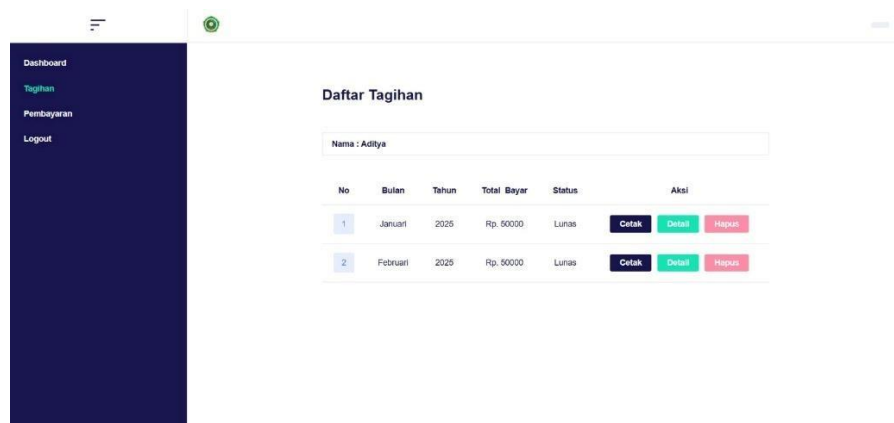 Dashboard
Tagihan
Pembayaran
Logout
Daftar Tagihan
Nama : Aditya
No Bulan Tahun Total Bayar Status Aksi
1 Januari 2025 Rp. 50000 Lunas Cetak Detail Hapus
2 Februari 2025 Rp. 50000 Lunas Cetak Detail Hapus